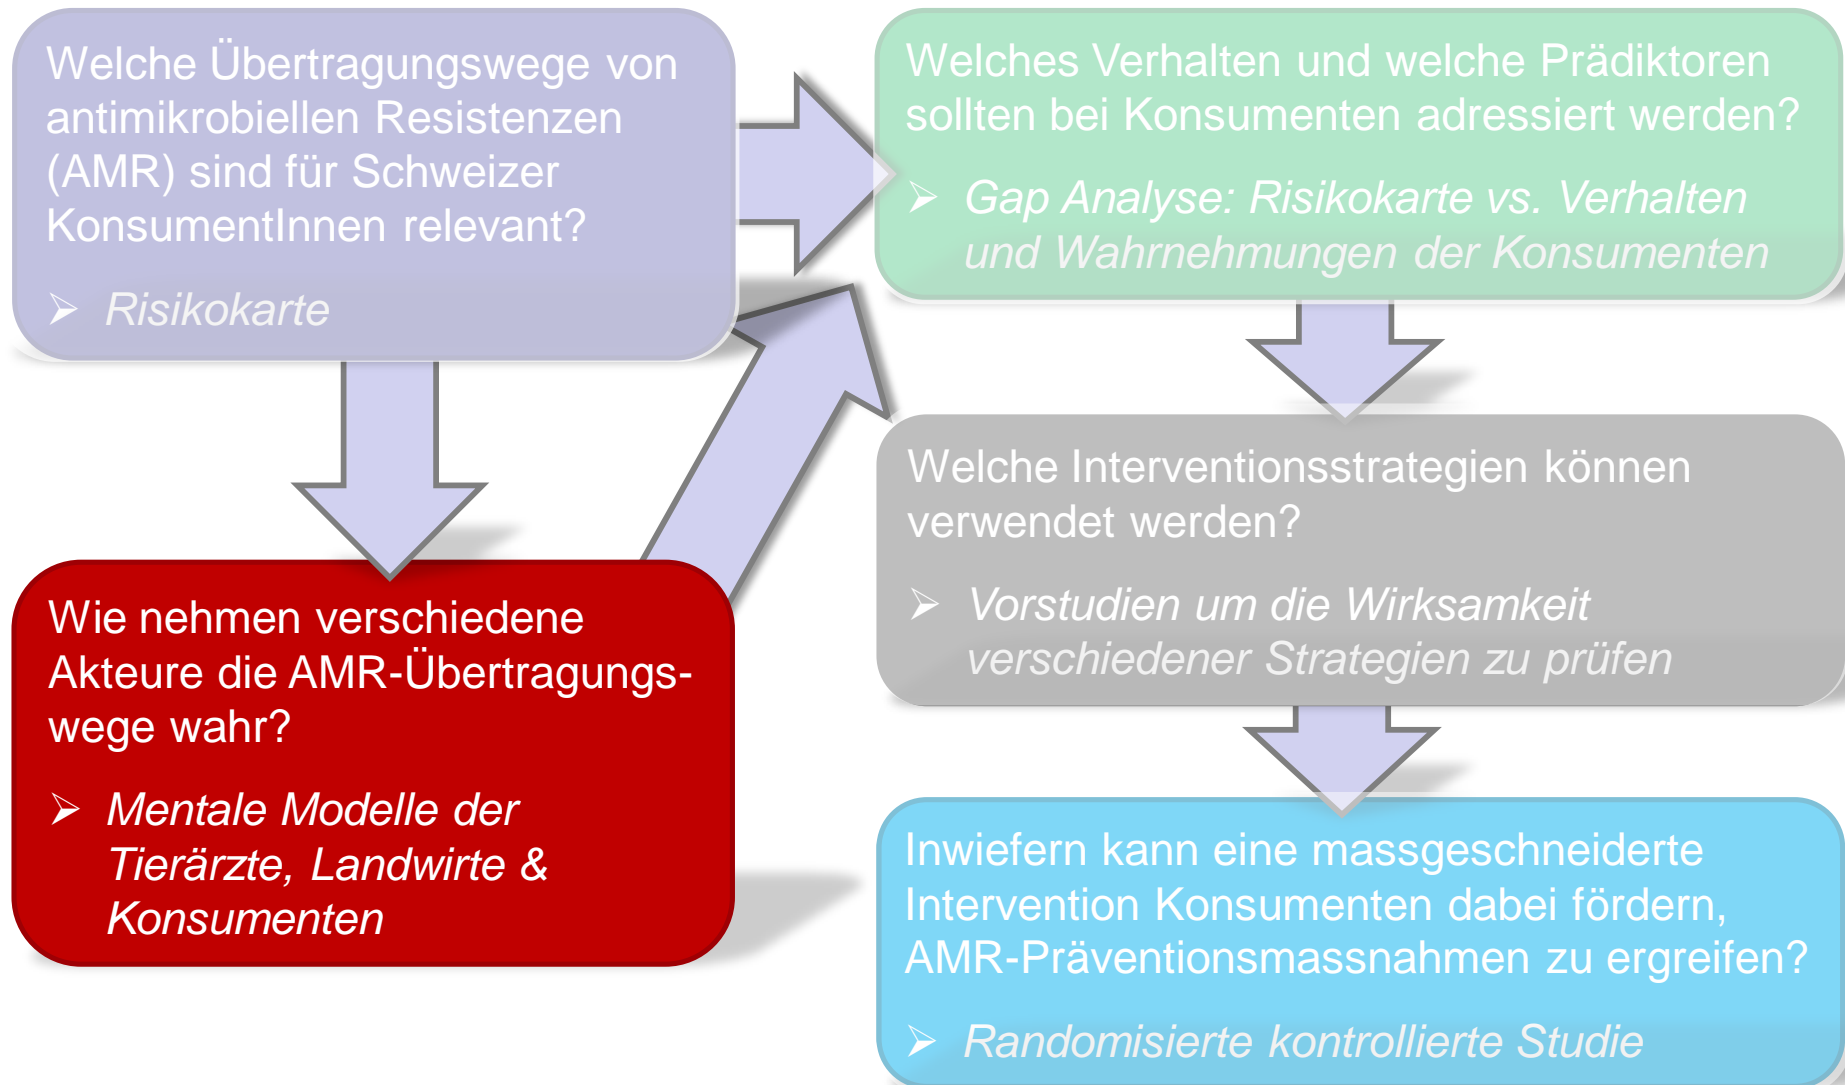 Welche Übertragungswege von
antimikrobiellen Resistenzen
(AMR) sind für Schweizer
KonsumentInnen relevant?
➢ Risikokarte
Wie nehmen verschiedene
Akteure die AMR-Übertragungs-
wege wahr?
➢ Mentale Modelle der
Tierärzte, Landwirte &
Konsumenten
Welches Verhalten und welche Prädiktoren
sollten bei Konsumenten adressiert werden?
➢ Gap Analyse: Risikokarte vs. Verhalten
und Wahrnehmungen der Konsumenten
Welche Interventionsstrategien können
verwendet werden?
➢ Vorstudien um die Wirksamkeit
verschiedener Strategien zu prüfen
Inwiefern kann eine massgeschneiderte
Intervention Konsumenten dabei fördern,
AMR-Präventionsmassnahmen zu ergreifen?
➢ Randomisierte kontrollierte Studie